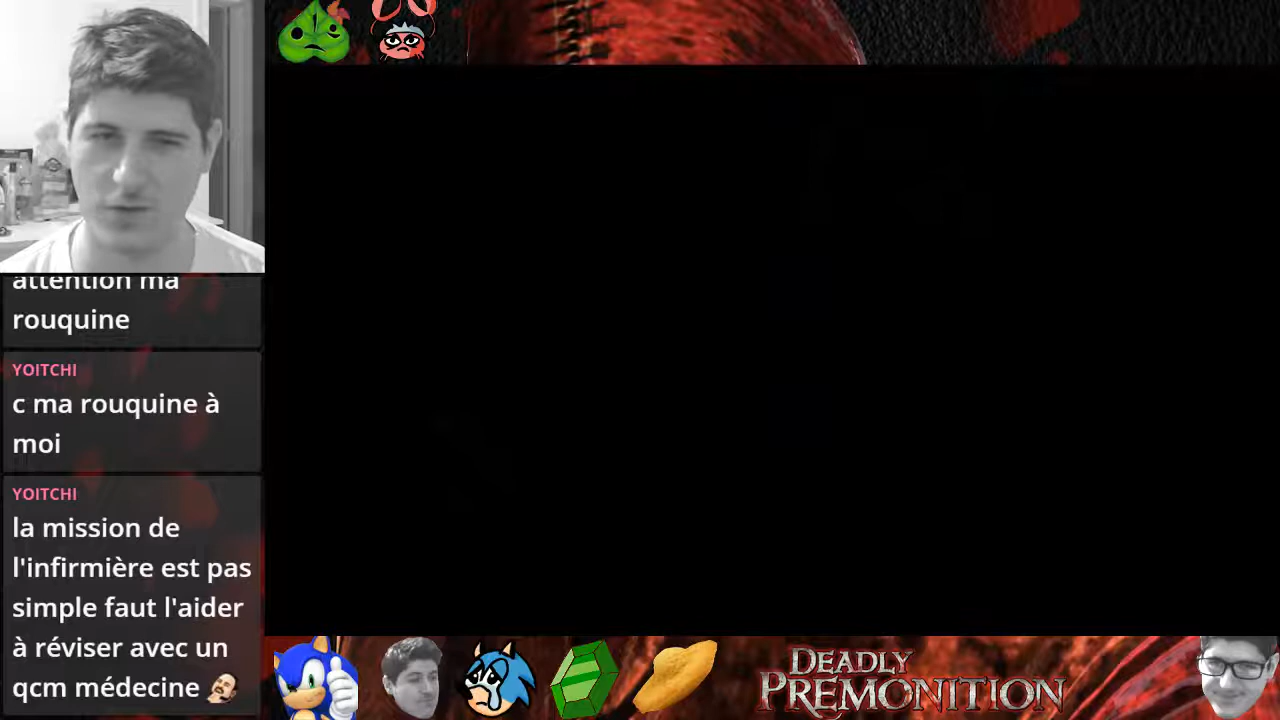 attention ma
rouquine
YOITCHI
c ma rouquine à
moi
YOITCHI
la mission de
l'infirmière est pas
simple faut l'aider
à réviser avec un
qcm médecine
DEADLY
PREMONITION